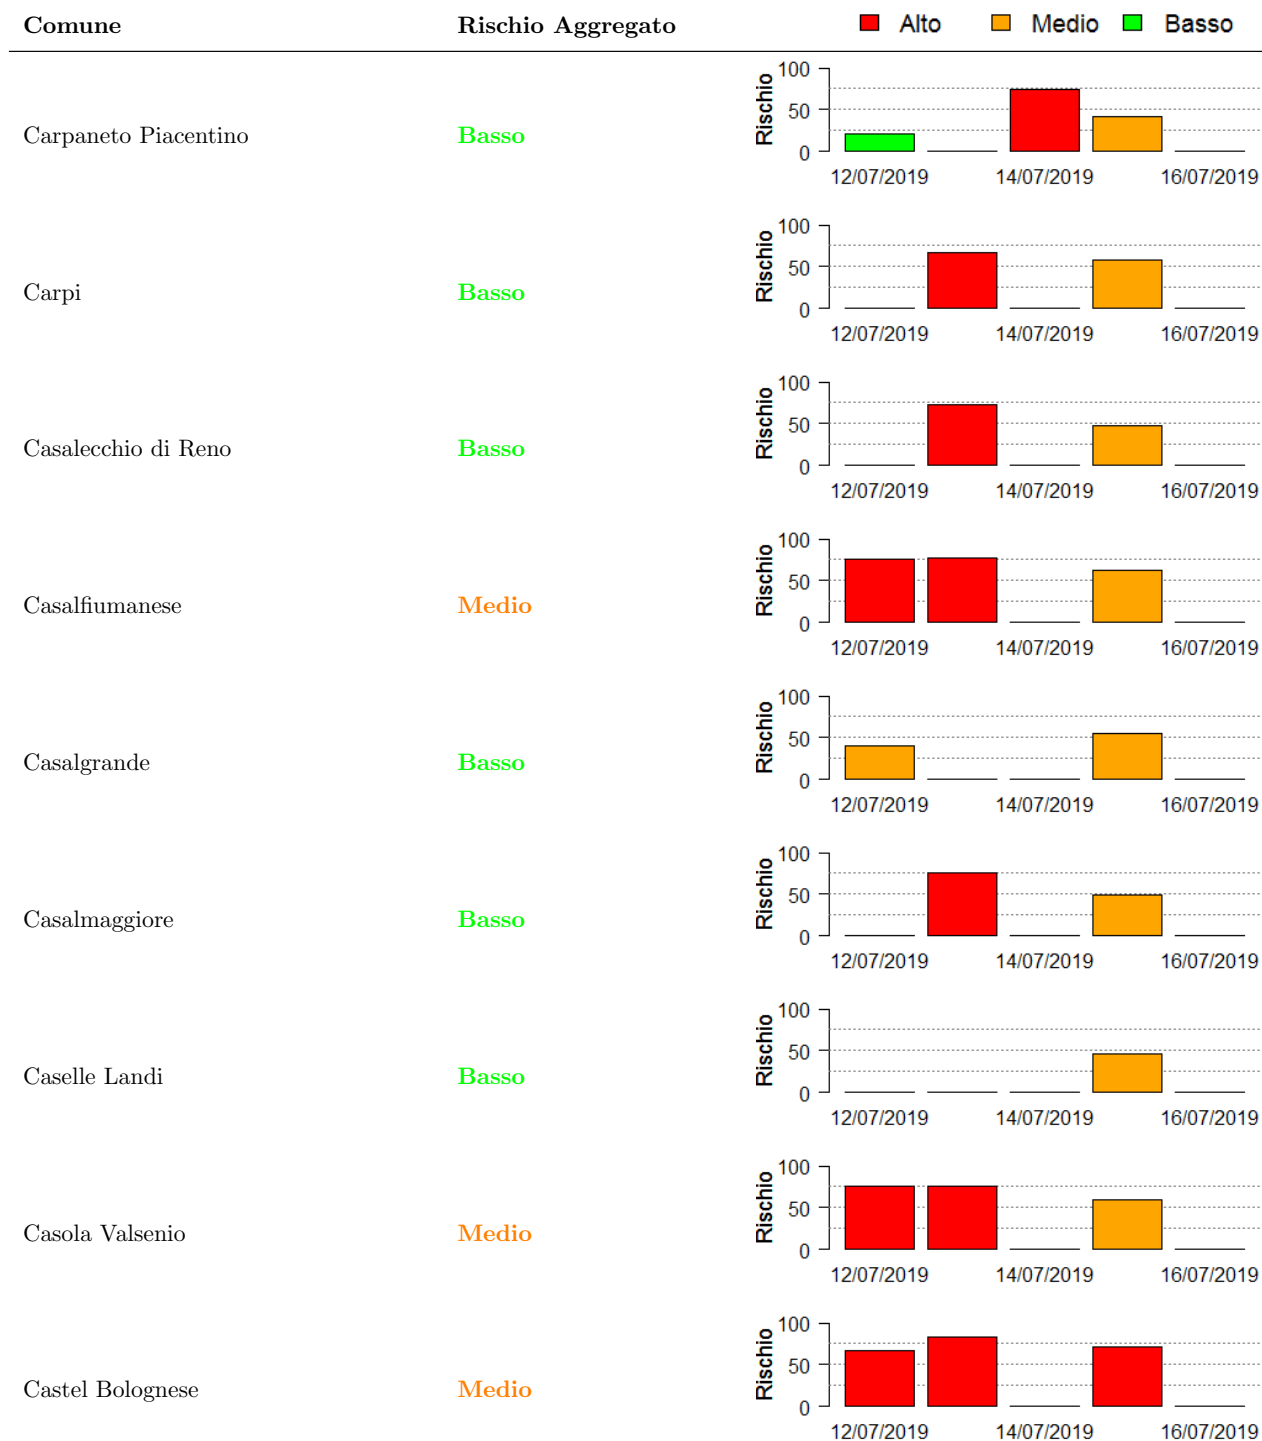 Comune Rischio Aggregato Alto Medio Basso
Carpaneto Piacentino Basso
Rischio
100
50
0
12/07/2019 14/07/2019 16/07/2019
Carpi Basso
Rischio
100
50
0
12/07/2019 14/07/2019 16/07/2019
Casalecchio di Reno Basso
Rischio
100
50
0
12/07/2019 14/07/2019 16/07/2019
Casalfiumanese Medio
Rischio
100
50
0
12/07/2019 14/07/2019 16/07/2019
Casalgrande Basso
Rischio
100
50
0
12/07/2019 14/07/2019 16/07/2019
Casalmaggiore Basso
Rischio
100
50
0
12/07/2019 14/07/2019 16/07/2019
Caselle Landi Basso
Rischio
100
50
0
12/07/2019 14/07/2019 16/07/2019
Casola Valsenio Medio
Rischio
100
50
0
12/07/2019 14/07/2019 16/07/2019
Castel Bolognese Medio
Rischio
100
50
0
12/07/2019 14/07/2019 16/07/2019